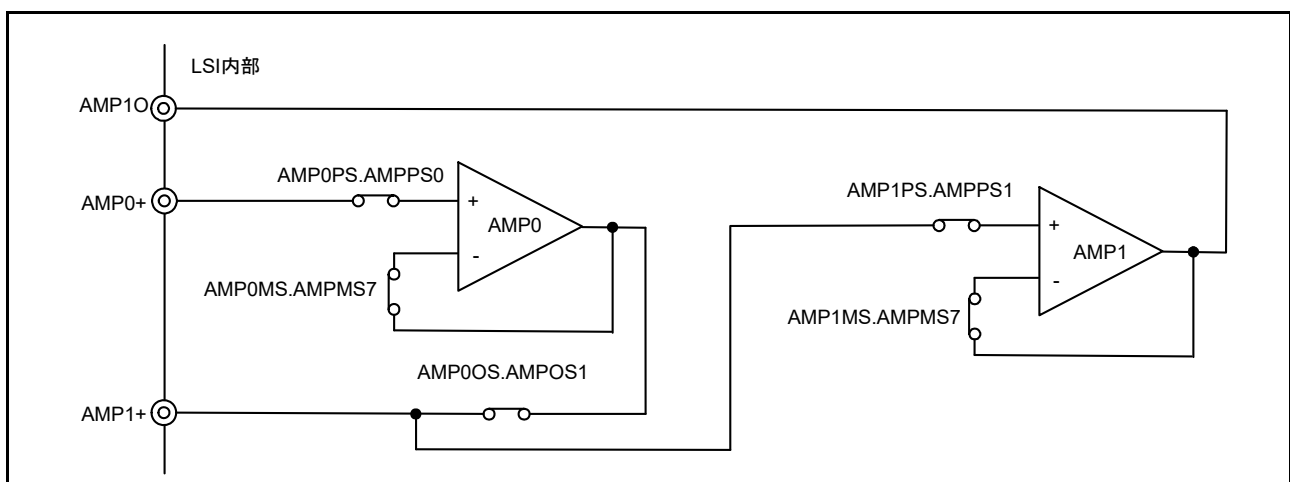 LSI内部
AMP1O
AMP0PS.AMPPS0
AMP0+
+
AMP0
-
AMP0MS.AMPMS7
AMP1PS.AMPPS1
+
AMP1
-
AMP1MS.AMPMS7
AMP0OS.AMPOS1
AMP1+